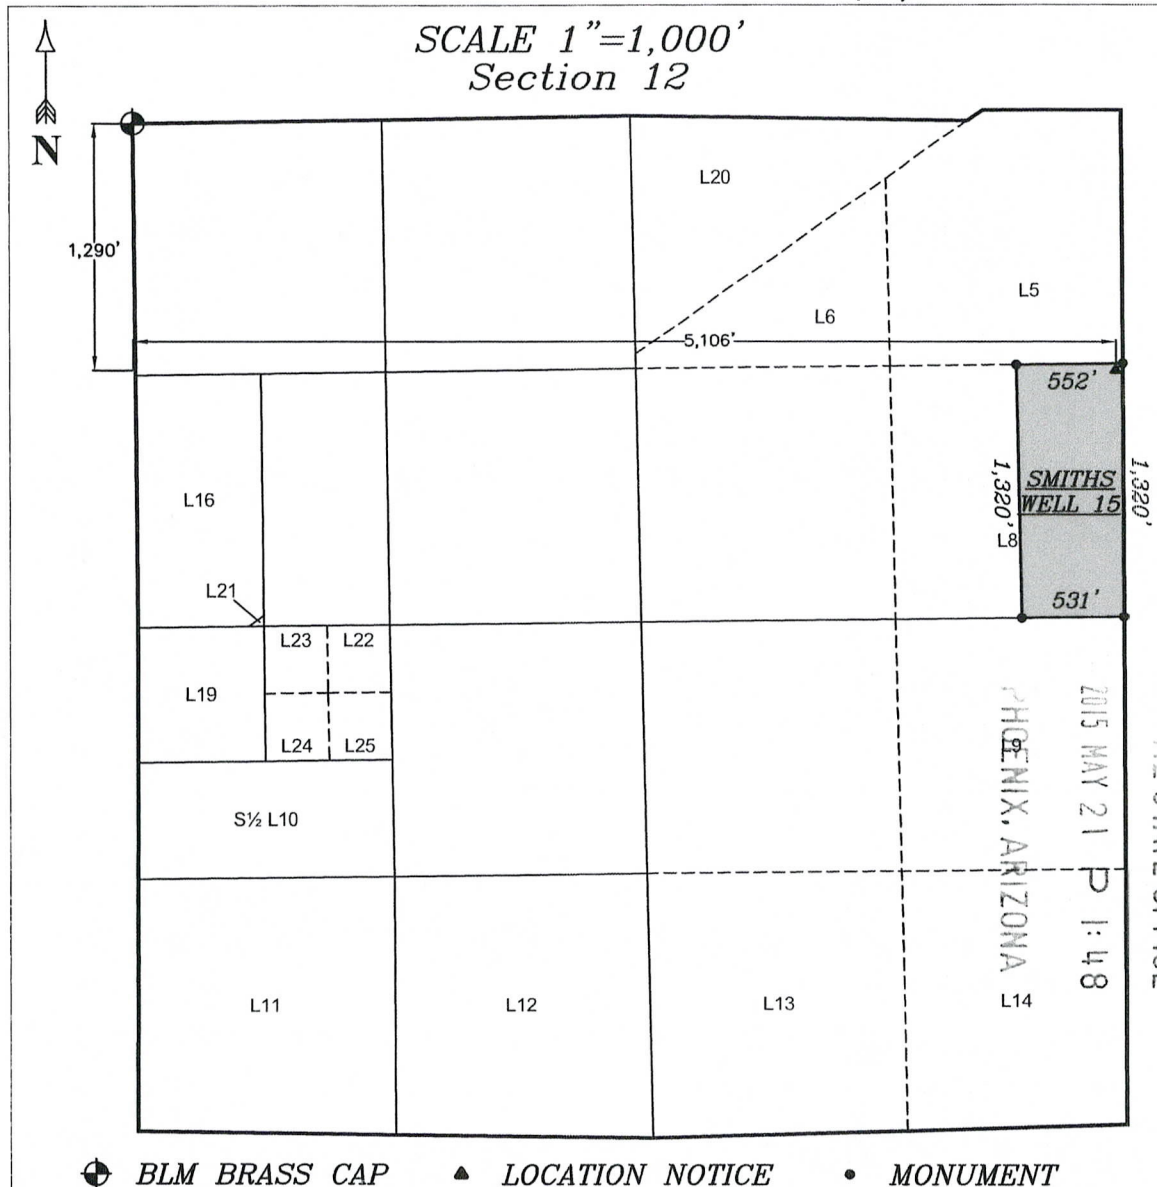 SCALE 1"=1,000'
Section 12
N
L20
1,290'
L5
L6
5,106'
552'
L16
1,320'
SMITHS
WELL 15
1,320'
L8
L21
531'
L23
L22
L19
L24
L25
L9
2015 MAY 21 P 1:48
PHOENIX, ARIZONA
S½ L10
L11
L12
L13
L14
BLM BRASS CAP
LOCATION NOTICE
MONUMENT